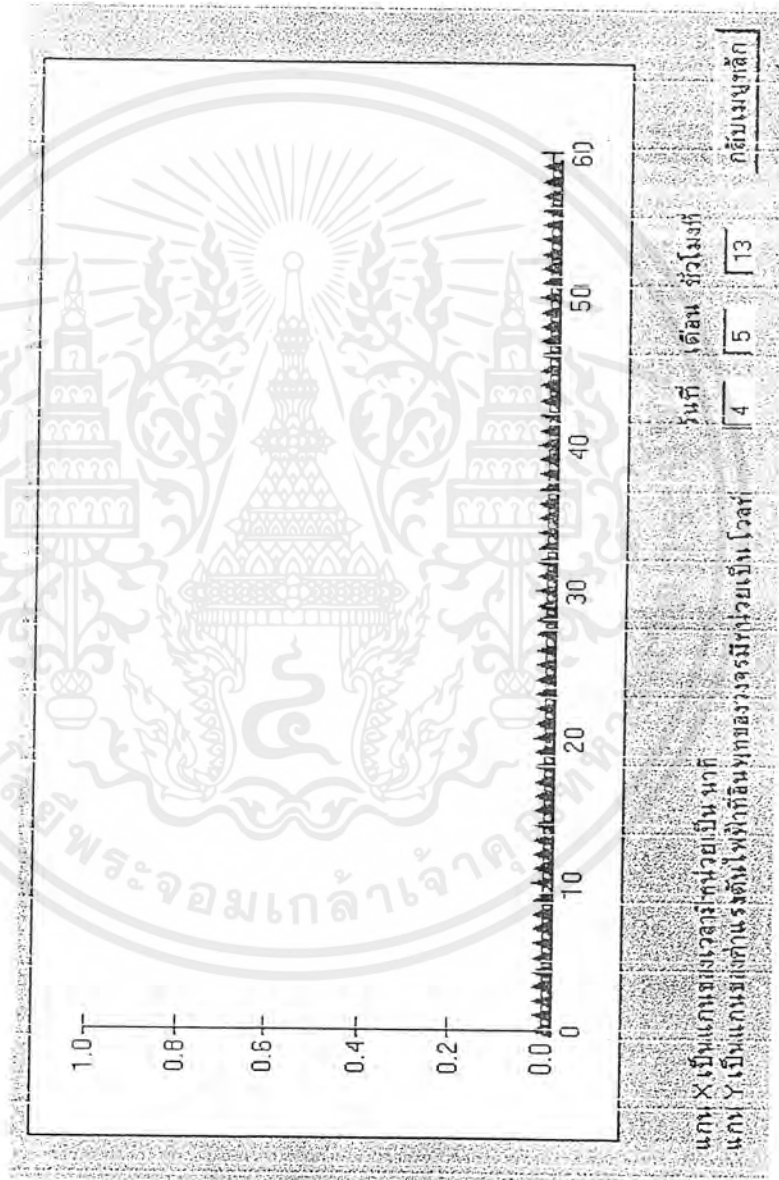 1.0
0.8
0.6
0.4
0.2
0.0
0 10 20 30 40 50 60
แกน X เป็นแกนของเวลามีหน่วยเป็น นาที
แกน Y เป็นแกนของค่าแรงดันไฟฟ้าที่อินพุทของวงจรมีหน่วยเป็น โวลท์
วันที่ เดือน ชั่วโมงที่
4 5 13
กลับเมนูหลัก
พระจอมเกล้าเจ้าคุณทหาร